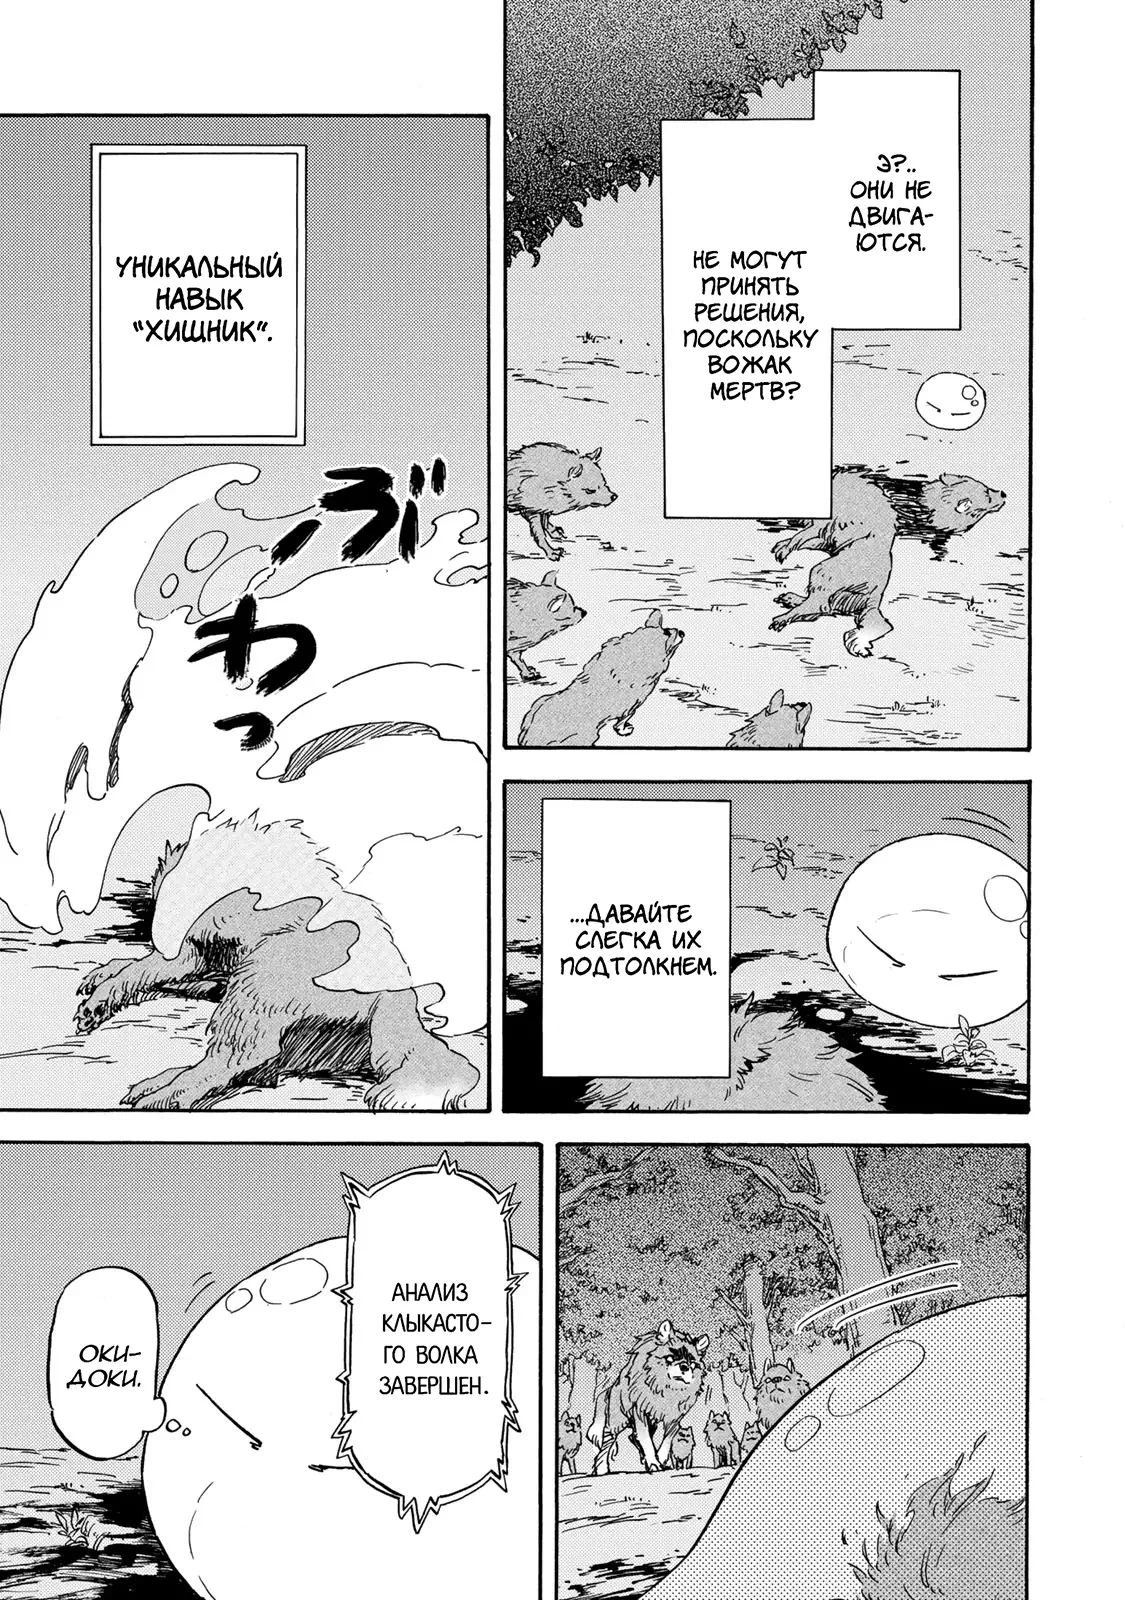 Э?..
ОНИ НЕ
ДВИГА-
ЮТСЯ.
НЕ МОГУТ
ПРИНЯТЬ
РЕШЕНИЯ,
ПОСКОЛЬКУ
ВОЖАК
МЕРТВ?
...ДАВАЙТЕ
СЛЕГКА ИХ
ПОДТОЛКНЕМ.
УНИКАЛЬНЫЙ
НАВЫК
"ХИЩНИК".
ぶわっ
АНАЛИЗ
КЛЫКАСТО-
ГО ВОЛКА
ЗАВЕРШЕН.
ОКИ-
ДОКИ.